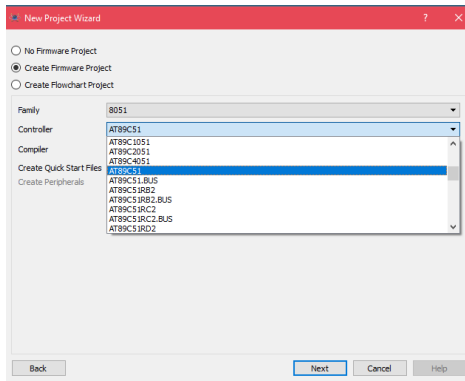 New Project Wizard
? ×
No Firmware Project
Create Firmware Project
Create Flowchart Project
Family
8051
Controller
AT89C51
AT89C1051
Compiler
AT89C2051
AT89C4051
Create Quick Start Files
AT89C51
Create Peripherals
AT89C51.BUS
AT89C51RB2
AT89C51RB2.BUS
AT89C51RC2
AT89C51RC2.BUS
AT89C51RD2
Back
Next
Cancel
Help